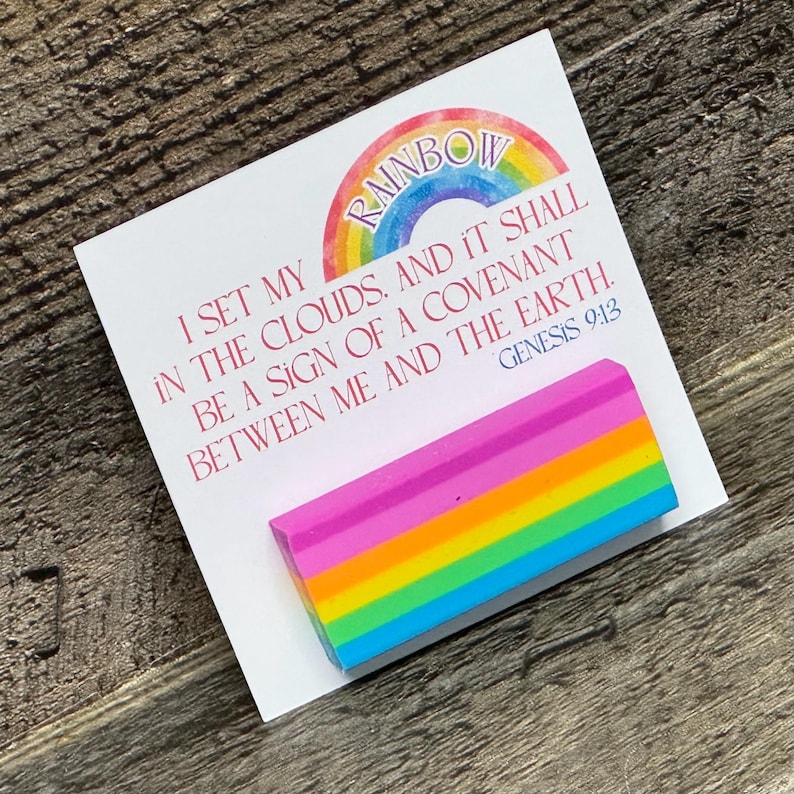 I SET MY RAINBOW
iN THE CLOUDS. AND iT SHALL
BE A SiGN OF A COVENANT
BETWEEN ME AND THE EARTH.
GENESiS 9:13